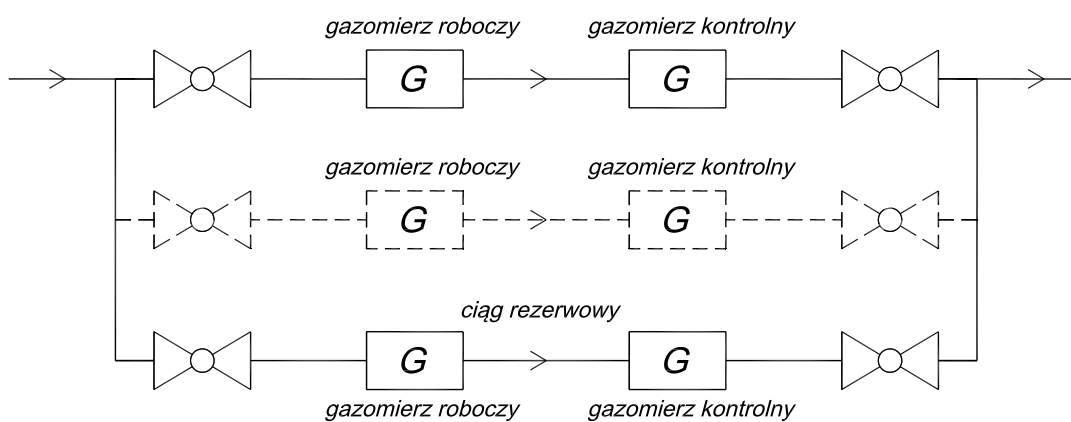 gazomierz roboczy gazomierz kontrolny
G G
gazomierz roboczy gazomierz kontrolny
G G
ciąg rezerwowy
G G
gazomierz roboczy gazomierz kontrolny